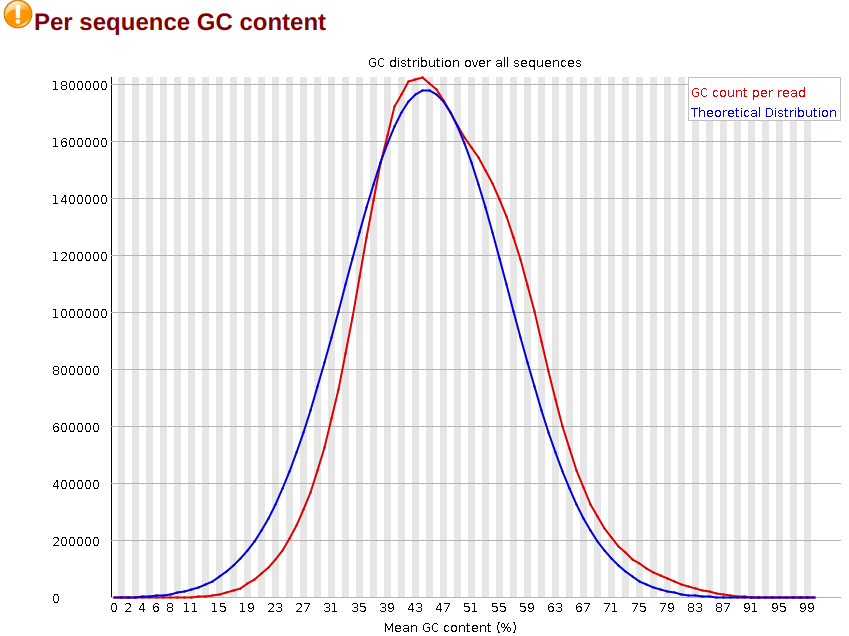 ! Per sequence GC content
GC distribution over all sequences
GC count per read
Theoretical Distribution
1800000
1600000
1400000
1200000
1000000
800000
600000
400000
200000
0
0 2 4 6 8 11 15 19 23 27 31 35 39 43 47 51 55 59 63 67 71 75 79 83 87 91 95 99
Mean GC content (%)